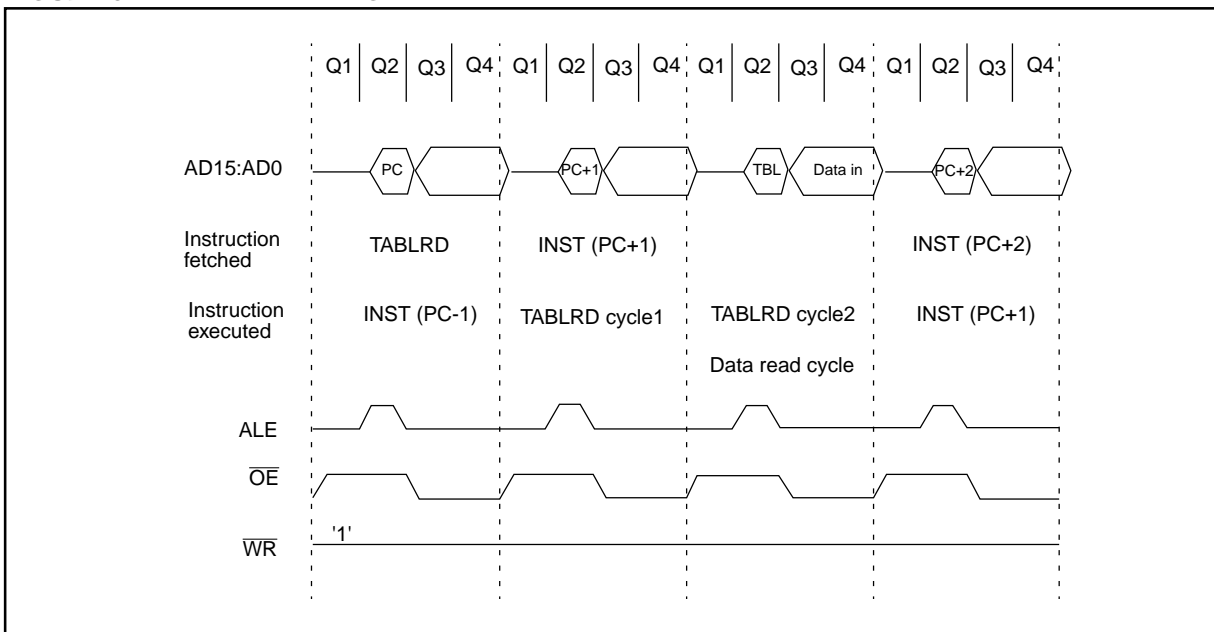 Q1 Q2 Q3 Q4 Q1 Q2 Q3 Q4 Q1 Q2 Q3 Q4 Q1 Q2 Q3 Q4
AD15:AD0 PC PC+1 TBL Data in PC+2
Instruction
fetched
TABLRD INST (PC+1) INST (PC+2)
Instruction
executed
INST (PC-1) TABLRD cycle1 TABLRD cycle2 INST (PC+1)
Data read cycle
ALE
OE
'1'
WR